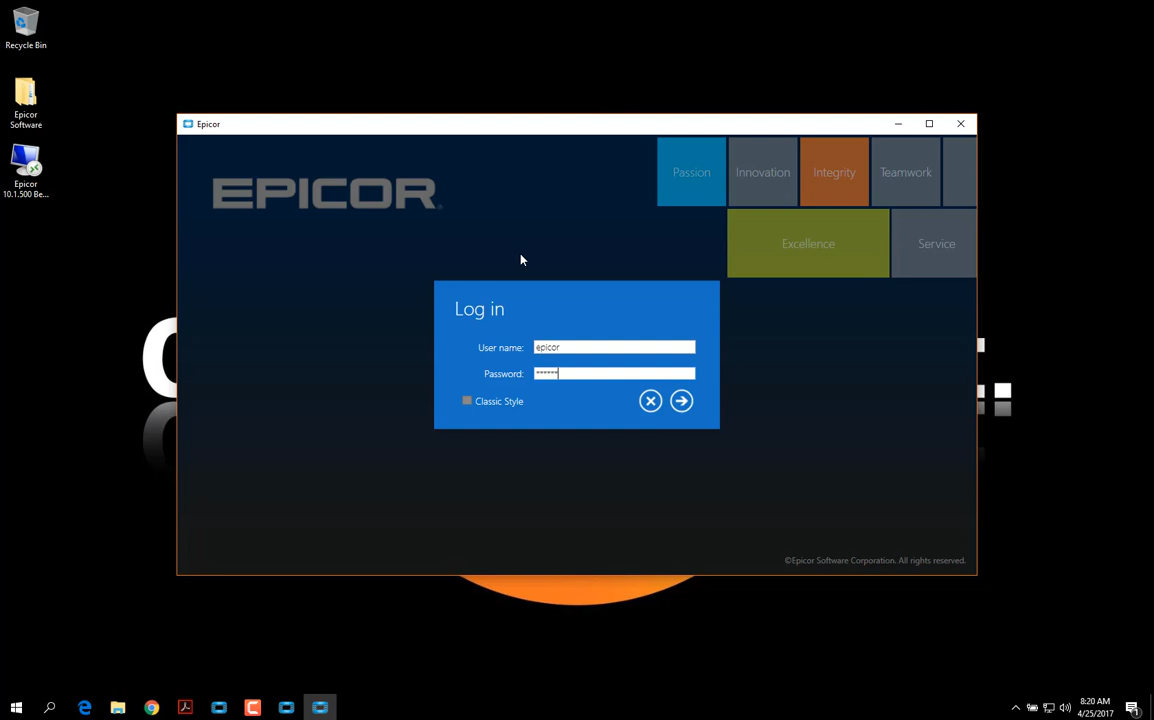 Recycle Bin
Epicor
Software
Epicor
10.1.500 Be...
Epicor
EPICOR®
Passion
Innovation
Integrity
Teamwork
Excellence
Service
Log in
User name:
epicor
Password:
******
Classic Style
©Epicor Software Corporation. All rights reserved.
8:20 AM
4/25/2017
1